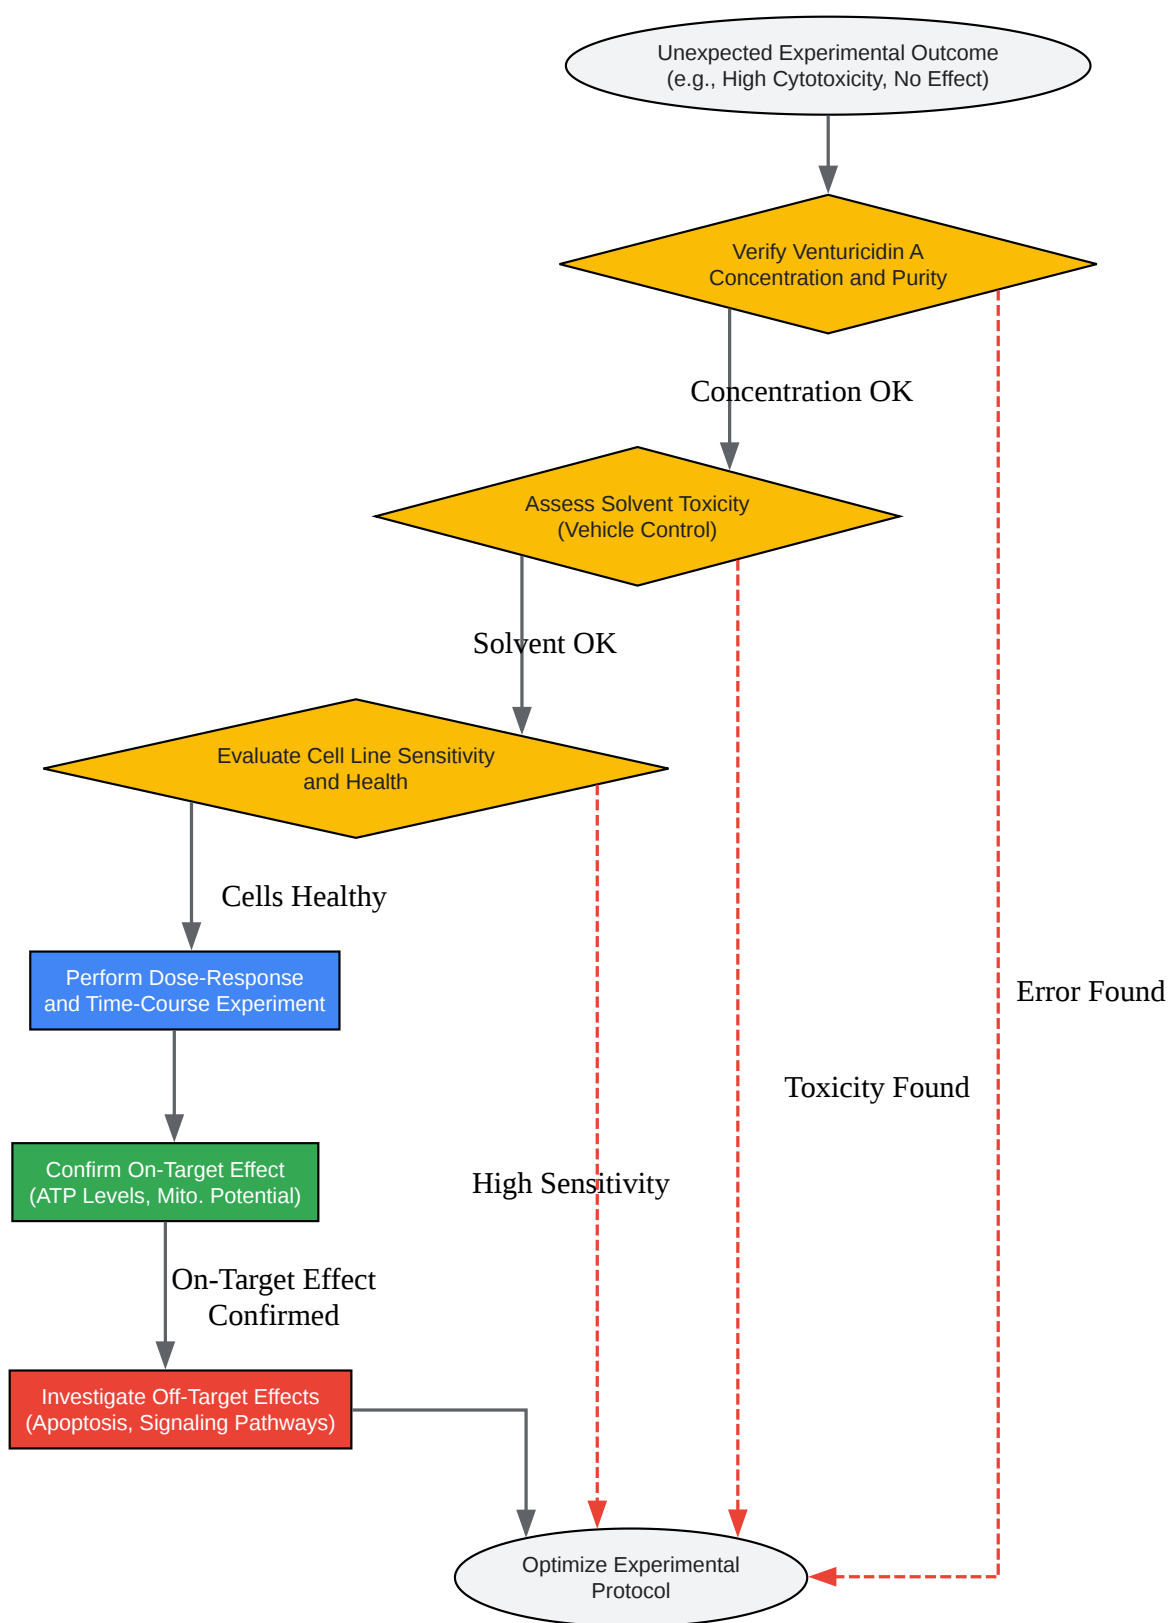 Unexpected Experimental Outcome
(e.g., High Cytotoxicity, No Effect)
Verify Venturicidin A
Concentration and Purity
Concentration OK
Assess Solvent Toxicity
(Vehicle Control)
Solvent OK
Evaluate Cell Line Sensitivity
and Health
Cells Healthy
Perform Dose-Response
and Time-Course Experiment
Error Found
Toxicity Found
Confirm On-Target Effect
(ATP Levels, Mito. Potential)
High Sensitivity
On-Target Effect
Confirmed
Investigate Off-Target Effects
(Apoptosis, Signaling Pathways)
Optimize Experimental
Protocol